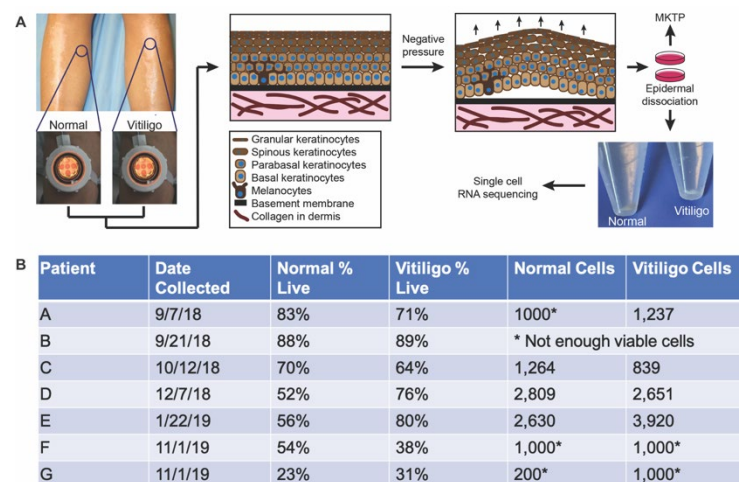 A
Normal
Vitiligo
Negative
pressure
MKTP
Epidermal
dissociation
Granular keratinocytes
Spinous keratinocytes
Parabasal keratinocytes
Basal keratinocytes
Melanocytes
Basement membrane
Collagen in dermis
Single cell
RNA sequencing
Normal
Vitiligo
B
Patient Date Collected Normal % Live Vitiligo % Live Normal Cells Vitiligo Cells
A 9/7/18 83% 71% 1000* 1,237
B 9/21/18 88% 89% * Not enough viable cells
C 10/12/18 70% 64% 1,264 839
D 12/7/18 52% 76% 2,809 2,651
E 1/22/19 56% 80% 2,630 3,920
F 11/1/19 54% 38% 1,000* 1,000*
G 11/1/19 23% 31% 200* 1,000*